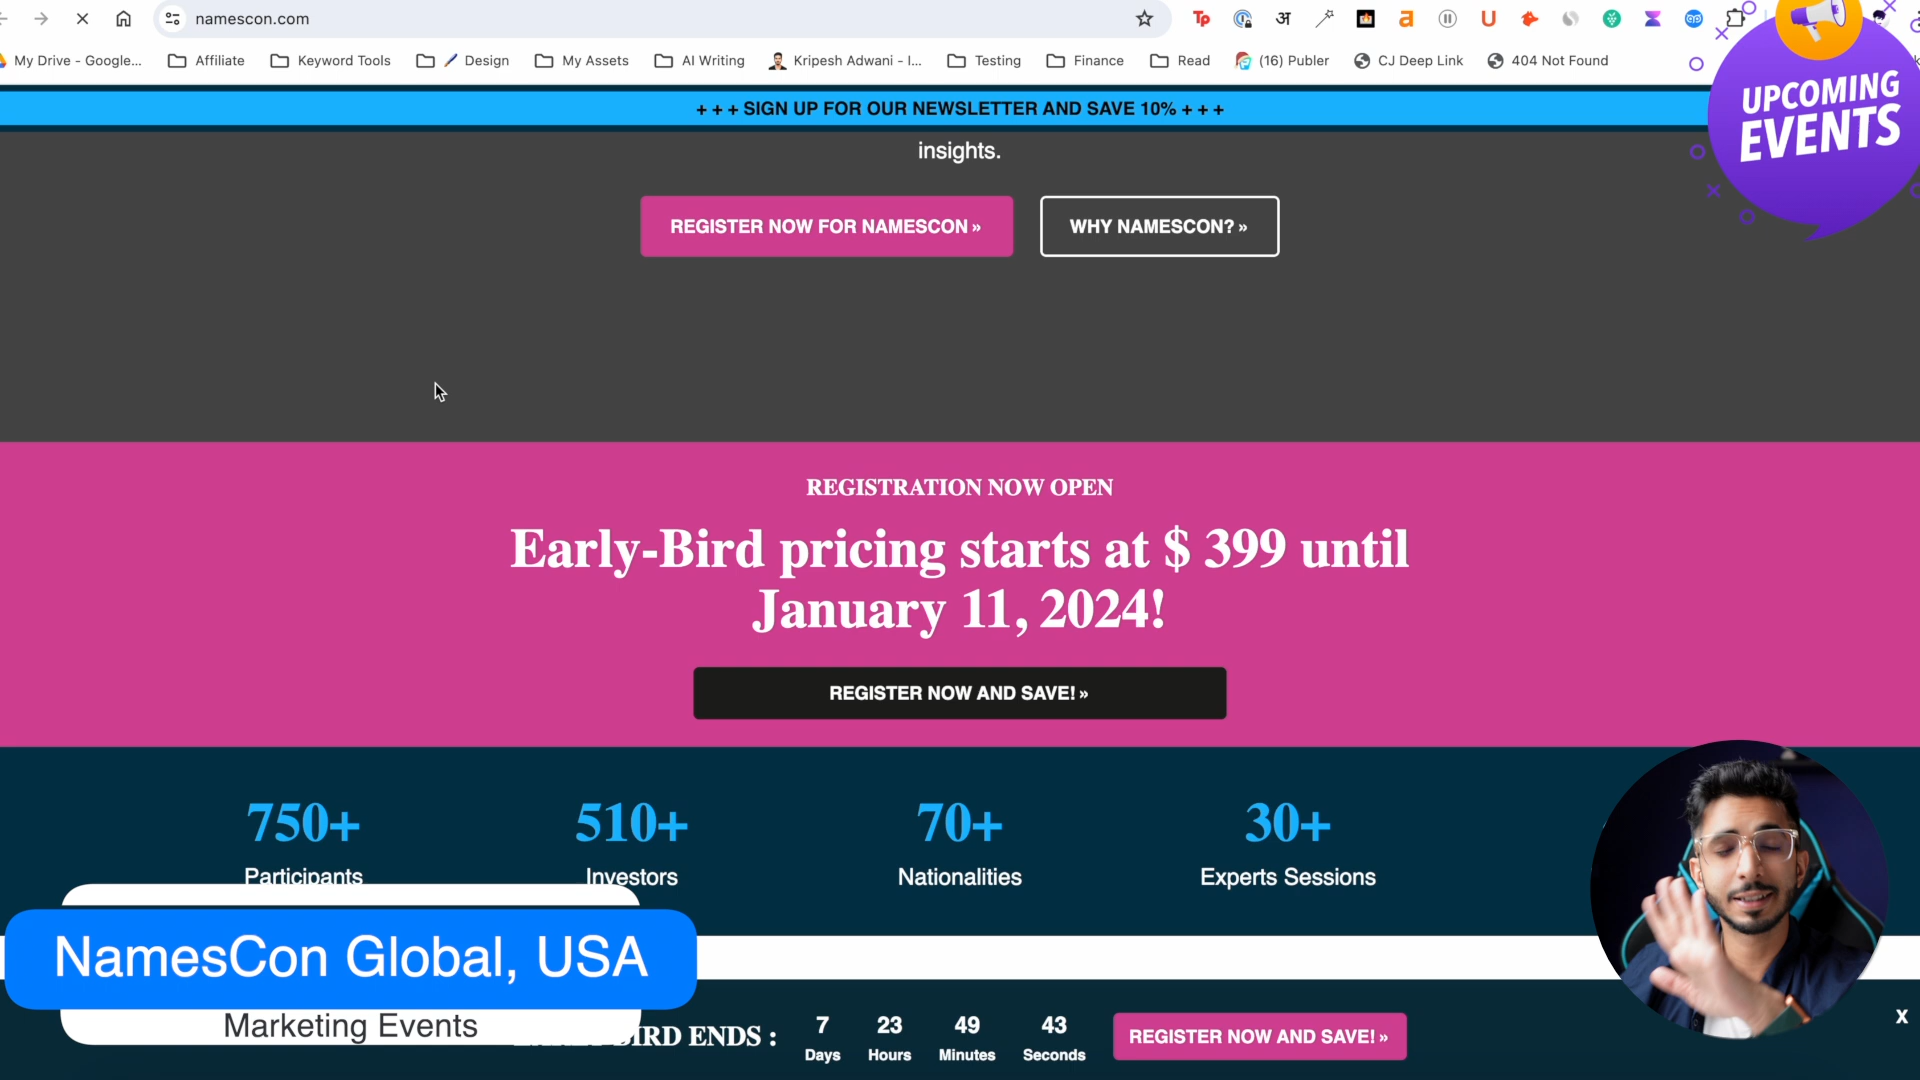 namescon.com
My Drive - Google...
Affiliate
Keyword Tools
Design
My Assets
AI Writing
Kripesh Adwani - I...
Testing
Finance
Read
(16) Publer
CJ Deep Link
404 Not Found
UPCOMING
EVENTS
+ + + SIGN UP FOR OUR NEWSLETTER AND SAVE 10% + + +
insights.
REGISTER NOW FOR NAMESCON »
WHY NAMESCON? »
REGISTRATION NOW OPEN
Early-Bird pricing starts at $ 399 until
January 11, 2024!
REGISTER NOW AND SAVE! »
750+
Participants
510+
Investors
70+
Nationalities
30+
Experts Sessions
NamesCon Global, USA
Marketing Events
BIRD ENDS :
7
Days
23
Hours
49
Minutes
43
Seconds
REGISTER NOW AND SAVE! »
X